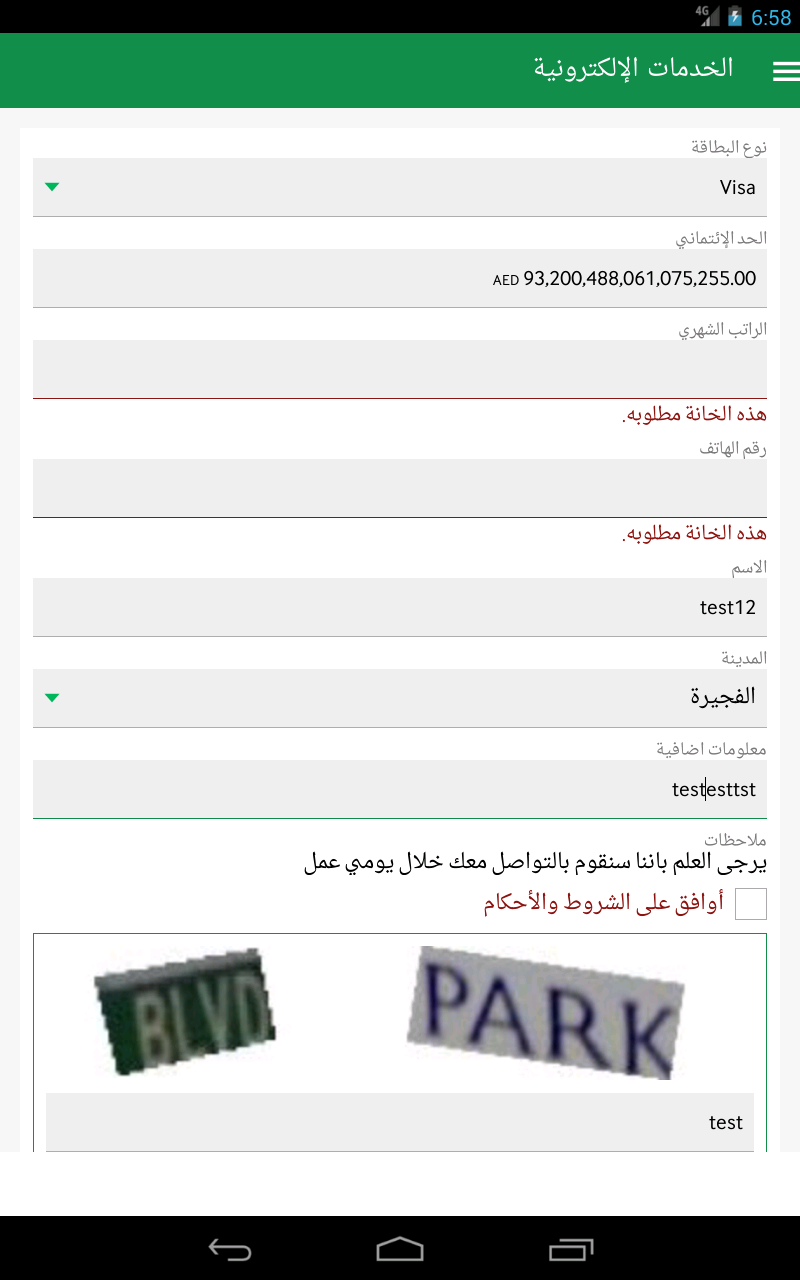 4G 6:58
الخدمات الإلكترونية
نوع البطاقة
Visa
الحد الإئتماني
AED 93,200,488,061,075,255.00
الراتب الشهري
هذه الخانة مطلوبه.
رقم الهاتف
هذه الخانة مطلوبه.
الاسم
test12
المدينة
الفجيرة
معلومات اضافية
testesttst
ملاحظات
يرجى العلم باننا سنقوم بالتواصل معك خلال يومي عمل
أوافق على الشروط والأحكام
BLVD PARK
test